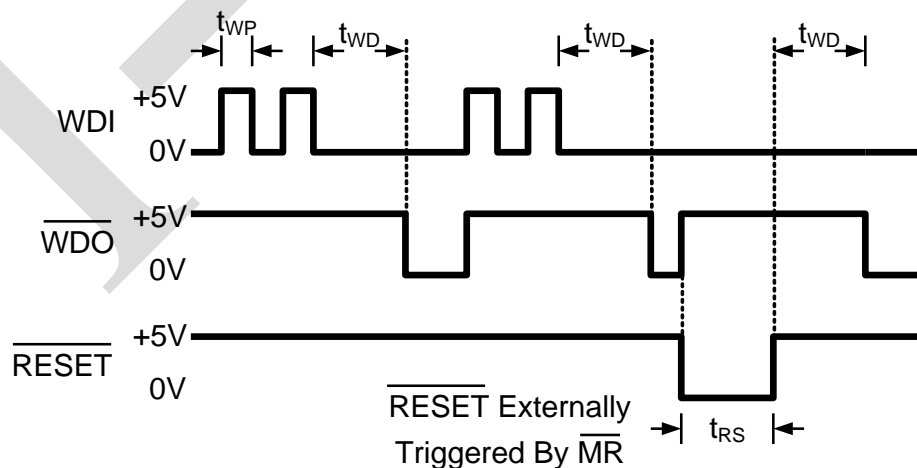 tWP
tWD
tWD
tWD
WDI
+5V
0V
WDO
+5V
0V
RESET
+5V
0V
RESET Externally
Triggered By MR
tRS